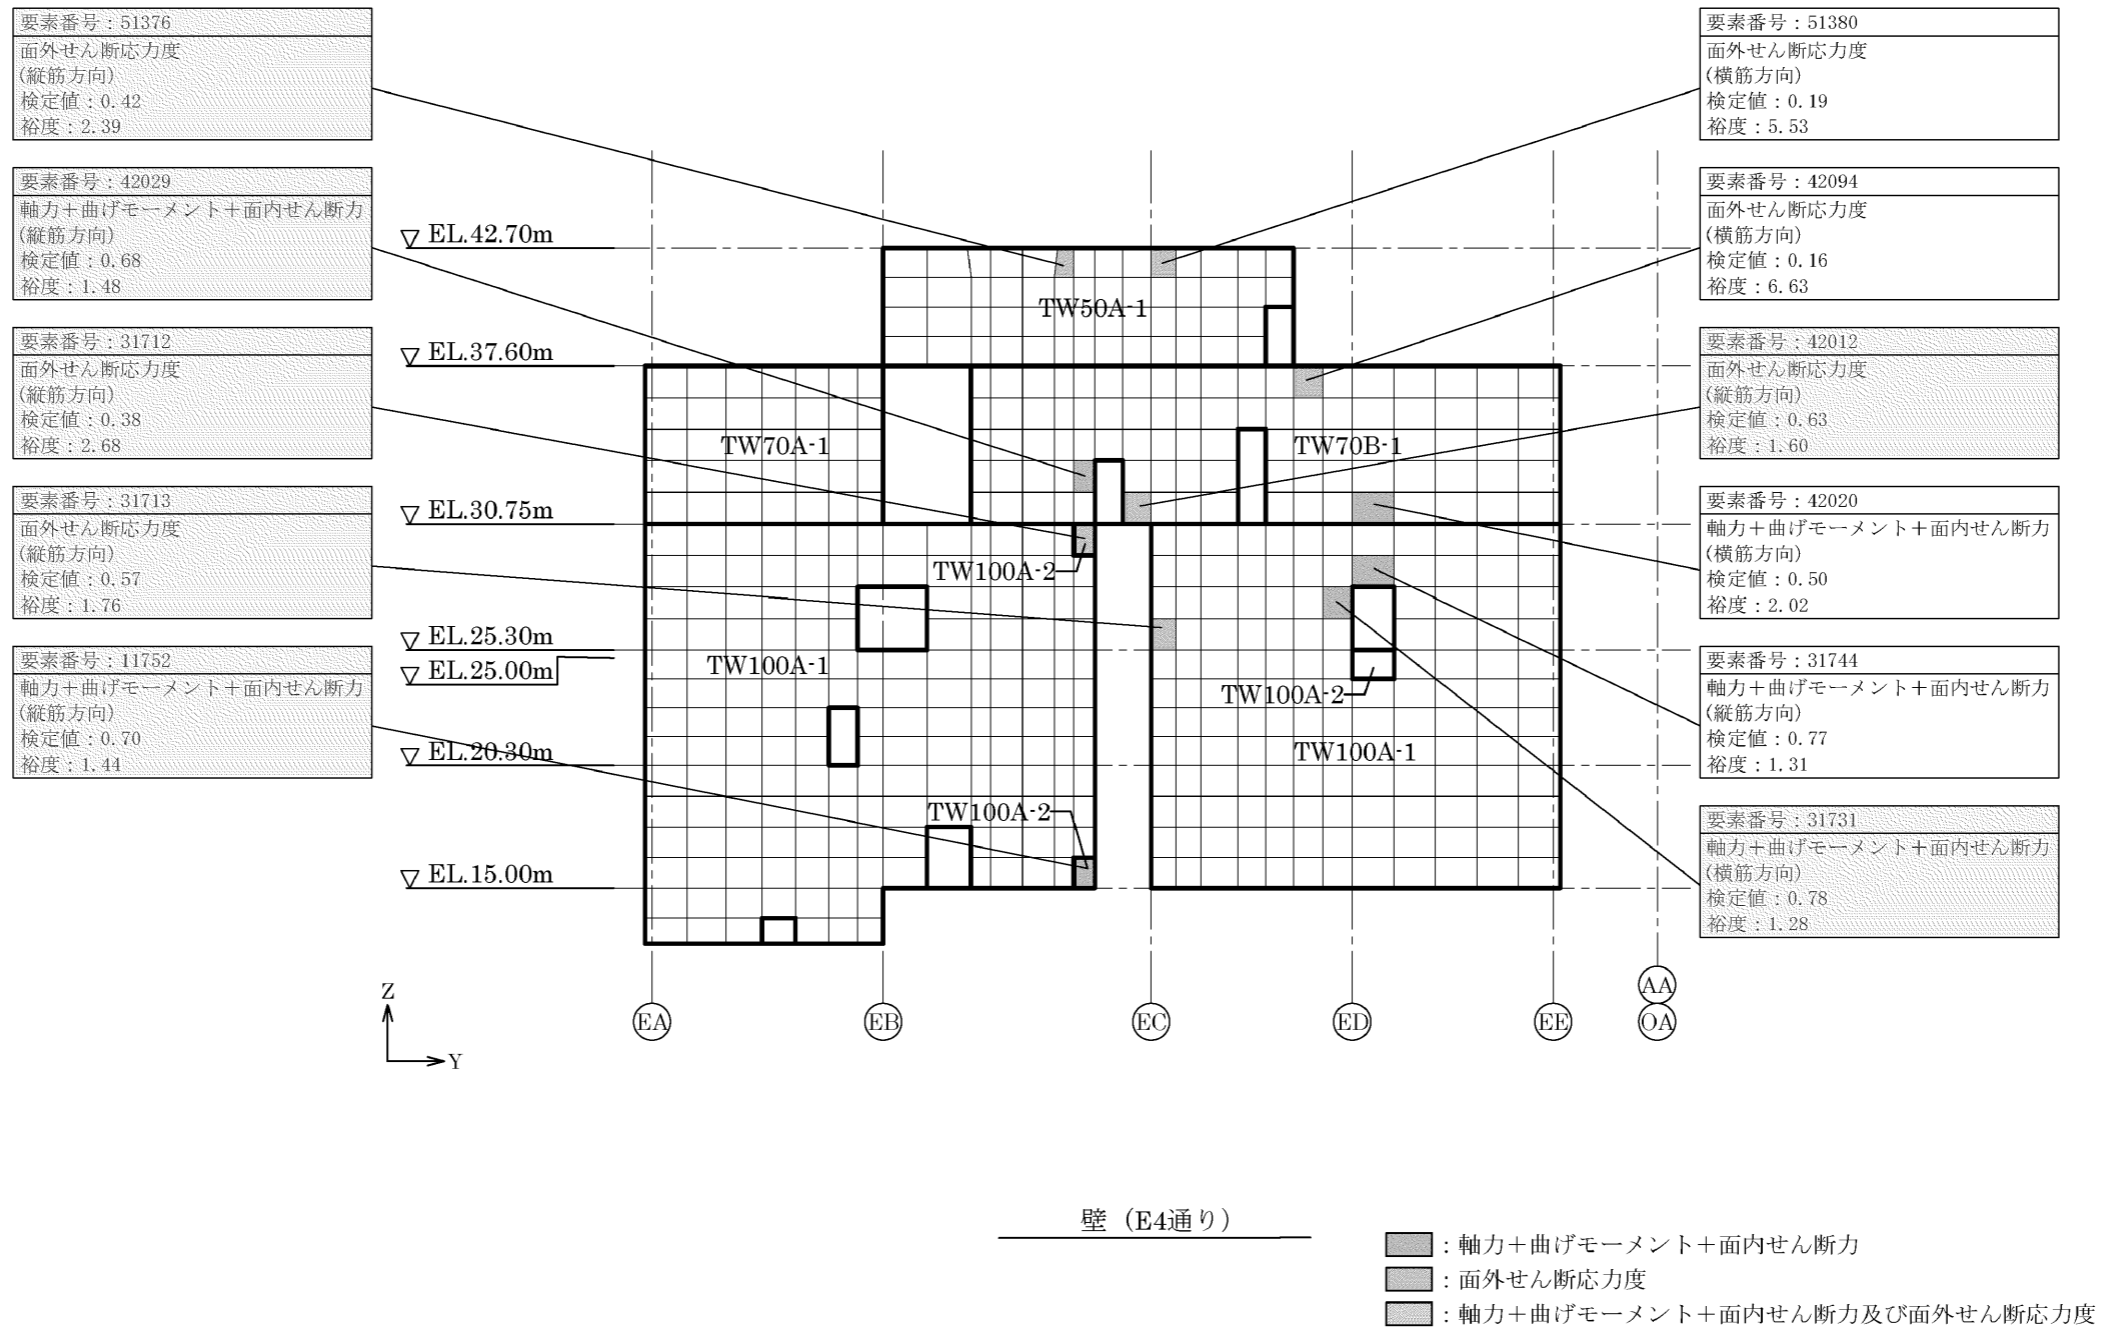 要素番号：51376
面外せん断応力度
(縦筋方向)
検定値：0.42
裕度：2.39
要素番号：42029
軸力＋曲げモーメント＋面内せん断力
(縦筋方向)
検定値：0.68
裕度：1.48
要素番号：31712
面外せん断応力度
(縦筋方向)
検定値：0.38
裕度：2.68
要素番号：31713
面外せん断応力度
(縦筋方向)
検定値：0.57
裕度：1.76
要素番号：11752
軸力＋曲げモーメント＋面内せん断力
(縦筋方向)
検定値：0.70
裕度：1.44
EL.42.70m
EL.37.60m
EL.30.75m
EL.25.30m
EL.25.00m
EL.20.30m
EL.15.00m
TW50A-1
TW70A-1
TW70B-1
TW100A-2
TW100A-1
TW100A-2
TW100A-1
TW100A-2
要素番号：51380
面外せん断応力度
(横筋方向)
検定値：0.19
裕度：5.53
要素番号：42094
面外せん断応力度
(横筋方向)
検定値：0.16
裕度：6.63
要素番号：42012
面外せん断応力度
(縦筋方向)
検定値：0.63
裕度：1.60
要素番号：42020
軸力＋曲げモーメント＋面内せん断力
(横筋方向)
検定値：0.50
裕度：2.02
要素番号：31744
軸力＋曲げモーメント＋面内せん断力
(縦筋方向)
検定値：0.77
裕度：1.31
要素番号：31731
軸力＋曲げモーメント＋面内せん断力
(横筋方向)
検定値：0.78
裕度：1.28
Z
Y
EA
EB
EC
ED
EE
AA
OA
壁（E4通り）
：軸力＋曲げモーメント＋面内せん断力
：面外せん断応力度
：軸力＋曲げモーメント＋面内せん断力及び面外せん断応力度